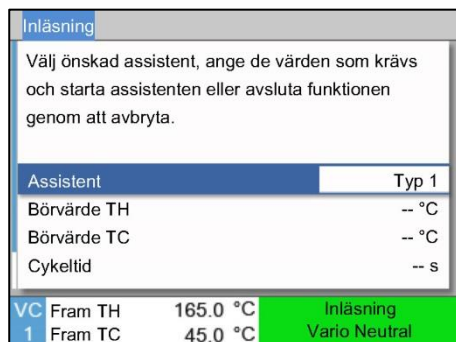 Inläsning
Välj önskad assistent, ange de värden som krävs
och starta assistenten eller avsluta funktionen
genom att avbryta.
Assistent Typ 1
Börvärde TH -- °C
Börvärde TC -- °C
Cykeltid -- s
VC Fram TH 165.0 °C Inläsning
1 Fram TC 45.0 °C Vario Neutral